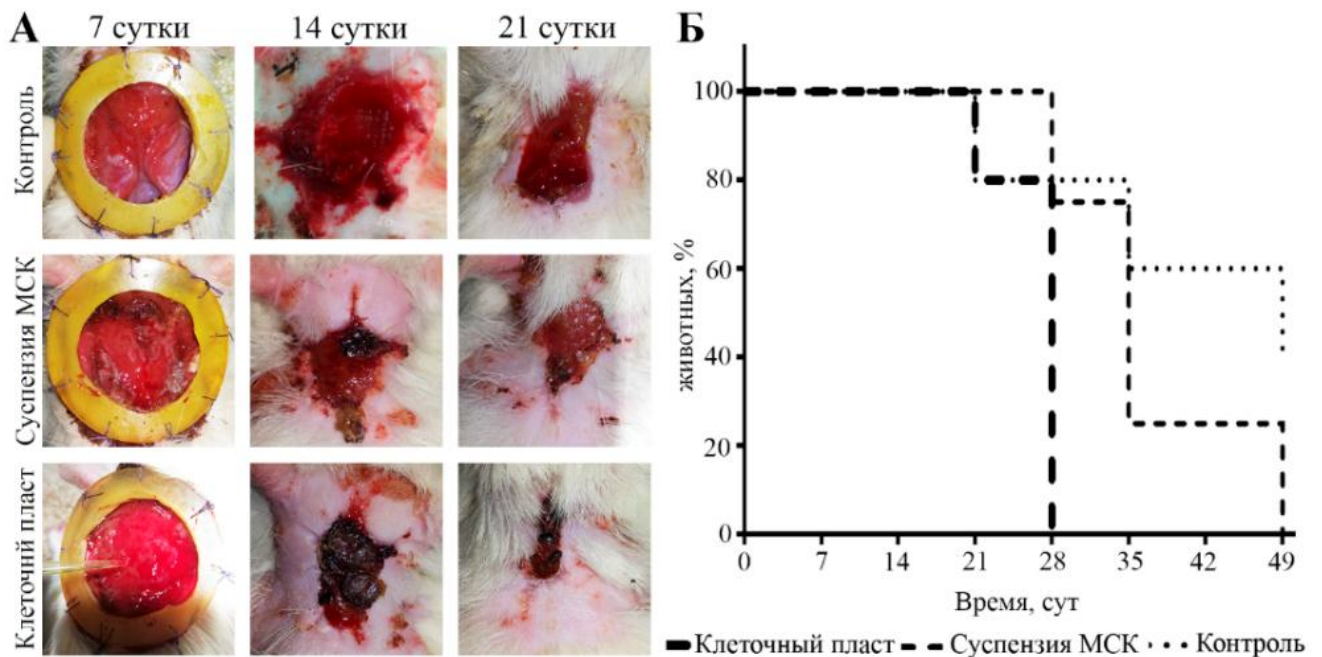 А
7 сутки
14 сутки
21 сутки
Контроль
Суспензия МСК
Клеточнй пласт
Б
100
80
60
40
20
0
животных, %
0 7 14 21 28 35 42 49
Время, сут
Клеточный пласт Суспензия МСК Контроль